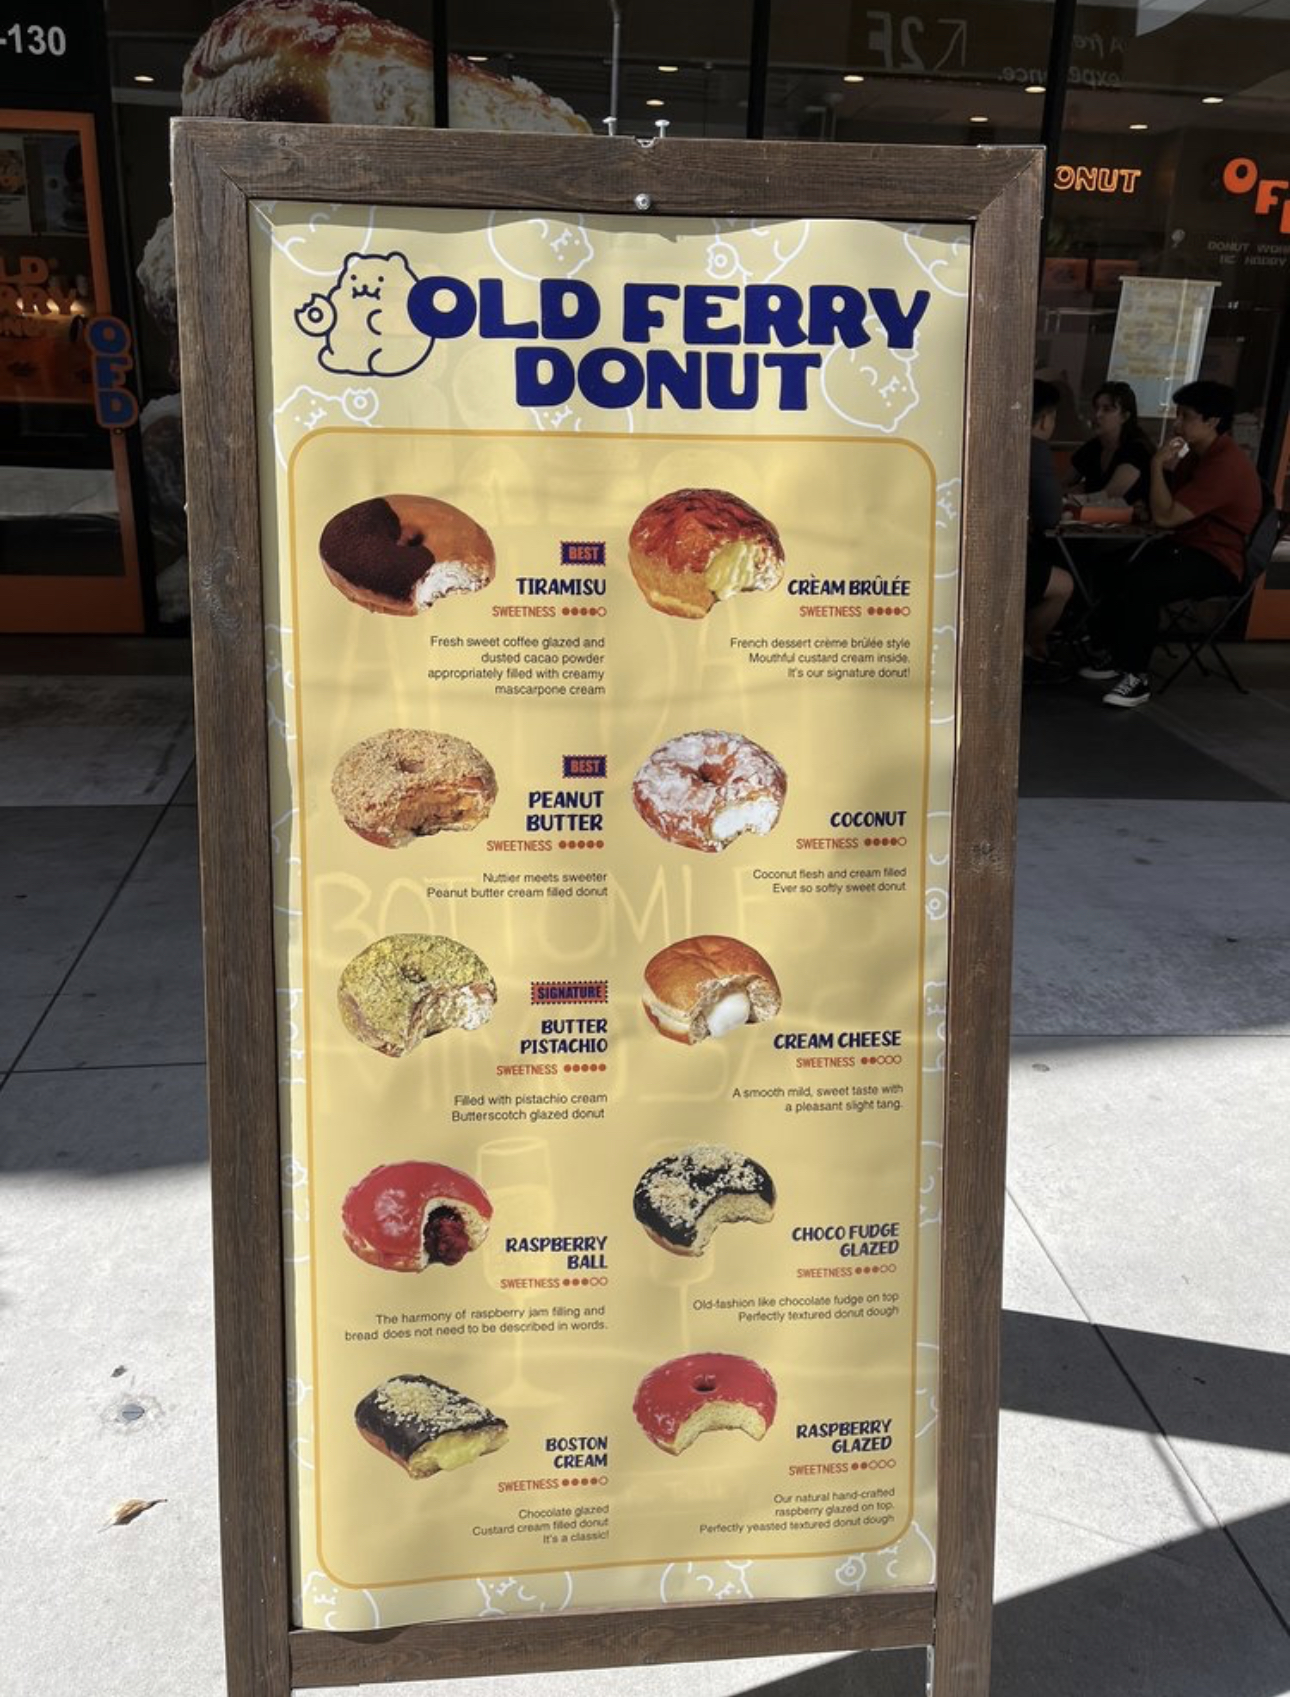 -130
OLD FERRY
DONUT
BEST
TIRAMISU
SWEETNESS ●●●●○
Fresh sweet coffee glazed and
dusted cacao powder
appropriately filled with creamy
mascarpone cream
CRÈAM BRÛLÉE
SWEETNESS ●●●●○
French dessert crème brûlée style
Mouthful custard cream inside.
It's our signature donut!
BEST
PEANUT
BUTTER
SWEETNESS ●●●●●
Nuttier meets sweeter
Peanut butter cream filled donut
COCONUT
SWEETNESS ●●●●○
Coconut flesh and cream filled
Ever so softly sweet donut
SIGNATURE
BUTTER
PISTACHIO
SWEETNESS ●●●●●
Filled with pistachio cream
Butterscotch glazed donut
CREAM CHEESE
SWEETNESS ●●○○○
A smooth mild, sweet taste with
a pleasant slight tang.
RASPBERRY
BALL
SWEETNESS ●●●○○
The harmony of raspberry jam filling and
bread does not need to be described in words.
CHOCO FUDGE
GLAZED
SWEETNESS ●●●○○
Old-fashion like chocolate fudge on top
Perfectly textured donut dough
BOSTON
CREAM
SWEETNESS ●●●●○
Chocolate glazed
Custard cream filled donut
It's a classic!
RASPBERRY
GLAZED
SWEETNESS ●●○○○
Our natural hand-crafted
raspberry glazed on top.
Perfectly yeasted textured donut dough
BOTTOMLE
2F
ONUT
OF
DONUT WOR
BE HAPPY
OFD